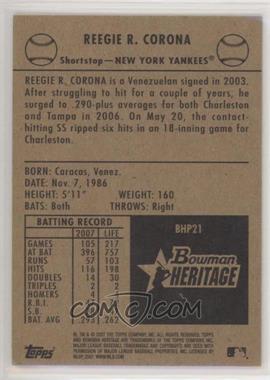 REEGIE R. CORONA
Shortstop—NEW YORK YANKEES®
REEGIE R. CORONA is a Venezuelan signed in 2003.
After struggling to hit for a couple of years, he
surged to .290-plus averages for both Charleston
and Tampa in 2006. On May 20, the contact-
hitting SS ripped six hits in an 18-inning game for
Charleston.
BORN: Caracas, Venez.
DATE: Nov. 7, 1986
HEIGHT: 5'11" WEIGHT: 160
BATS: Both THROWS: Right
BATTING RECORD
2007 LIFE
GAMES 105 217
AT BAT 396 757
RUNS 57 103
HITS 116 198
DOUBLES 14 30
TRIPLES 2 2
HOMERS 4
R.B.I.
S.B.
BAT. AVG. .293
BHP21
Bowman
HERITAGE
Topps
COMC